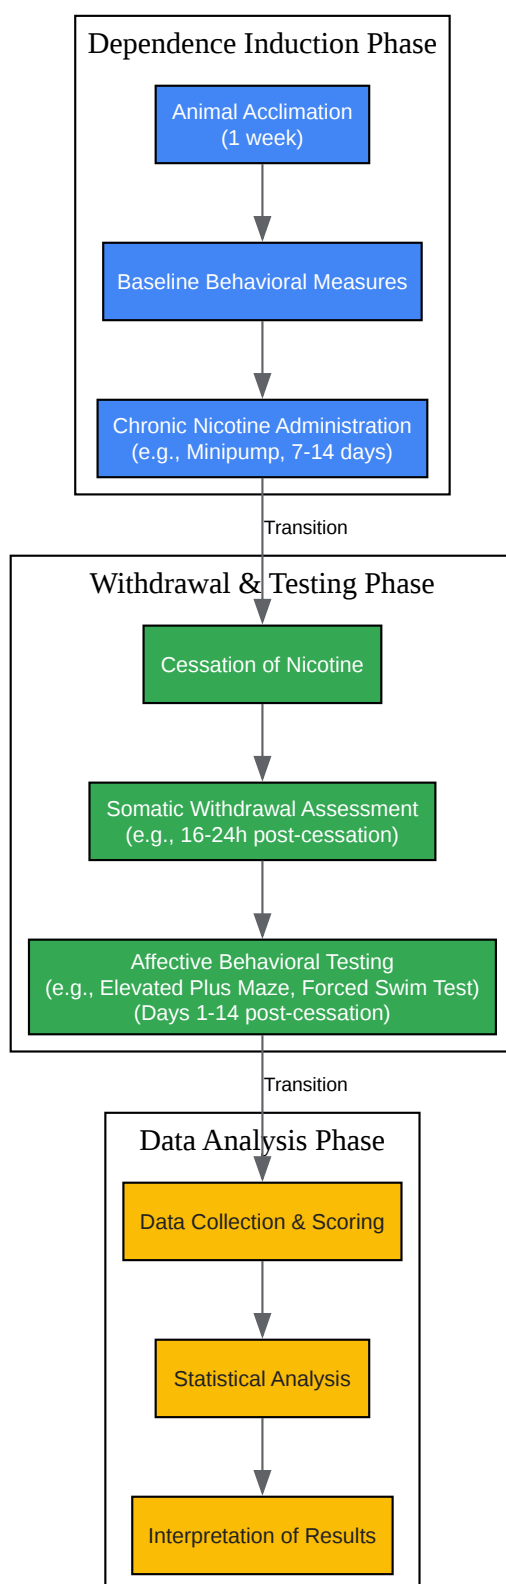 Dependence Induction Phase
Animal Acclimation
(1 week)
Baseline Behavioral Measures
Chronic Nicotine Administration
(e.g., Minipump, 7-14 days)
Transition
Withdrawal & Testing Phase
Cessation of Nicotine
Somatic Withdrawal Assessment
(e.g., 16-24h post-cessation)
Affective Behavioral Testing
(e.g., Elevated Plus Maze, Forced Swim Test)
(Days 1-14 post-cessation)
Transition
Data Analysis Phase
Data Collection & Scoring
Statistical Analysis
Interpretation of Results